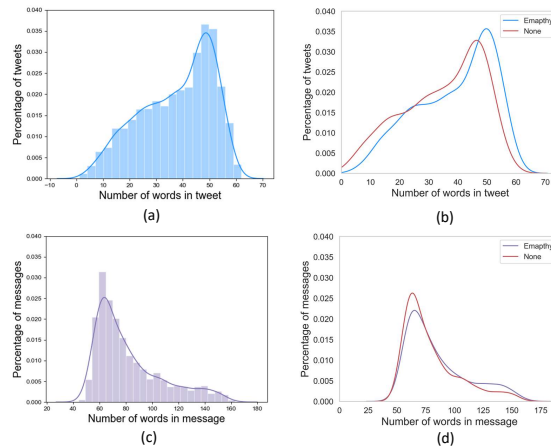 0.040
0.035
0.030
0.025
0.020
0.015
0.010
0.005
0.000
Percentage of tweets
−10 0 10 20 30 40 50 60 70
Number of words in tweet
(a)
0.040
0.035
0.030
0.025
0.020
0.015
0.010
0.005
0.000
Percentage of tweets
Emapthy
None
0 10 20 30 40 50 60 70
Number of words in tweet
(b)
0.040
0.035
0.030
0.025
0.020
0.015
0.010
0.005
0.000
Percentage of messages
20 40 60 80 100 120 140 160 180
Number of words in message
(c)
0.040
0.035
0.030
0.025
0.020
0.015
0.010
0.005
0.000
Percentage of messages
Emapthy
None
0 25 50 75 100 125 150 175
Number of words in message
(d)